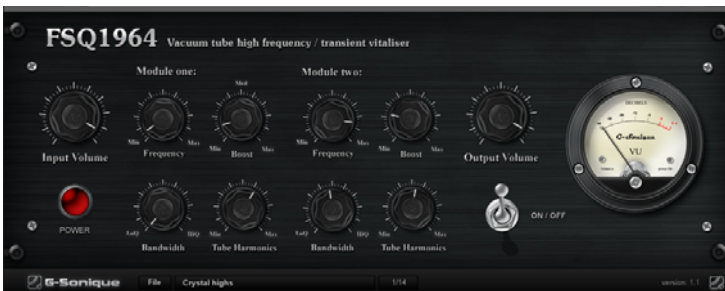 FSQ1964 Vacuum tube high frequency / transient vitaliser
Module one: Module two:
Mid
Input Volume Min Frequency Max Min Boost Max Min Frequency Max Min Boost Max Output Volume
DECIBELS
G-Sonique
VU
POWER
LoQ Bandwidth HiQ Min Tube Harmonics Max LoQ Bandwidth HiQ Min Tube Harmonics Max
ON / OFF
G-Sonique File Crystal highs 1/14 version: 1.1